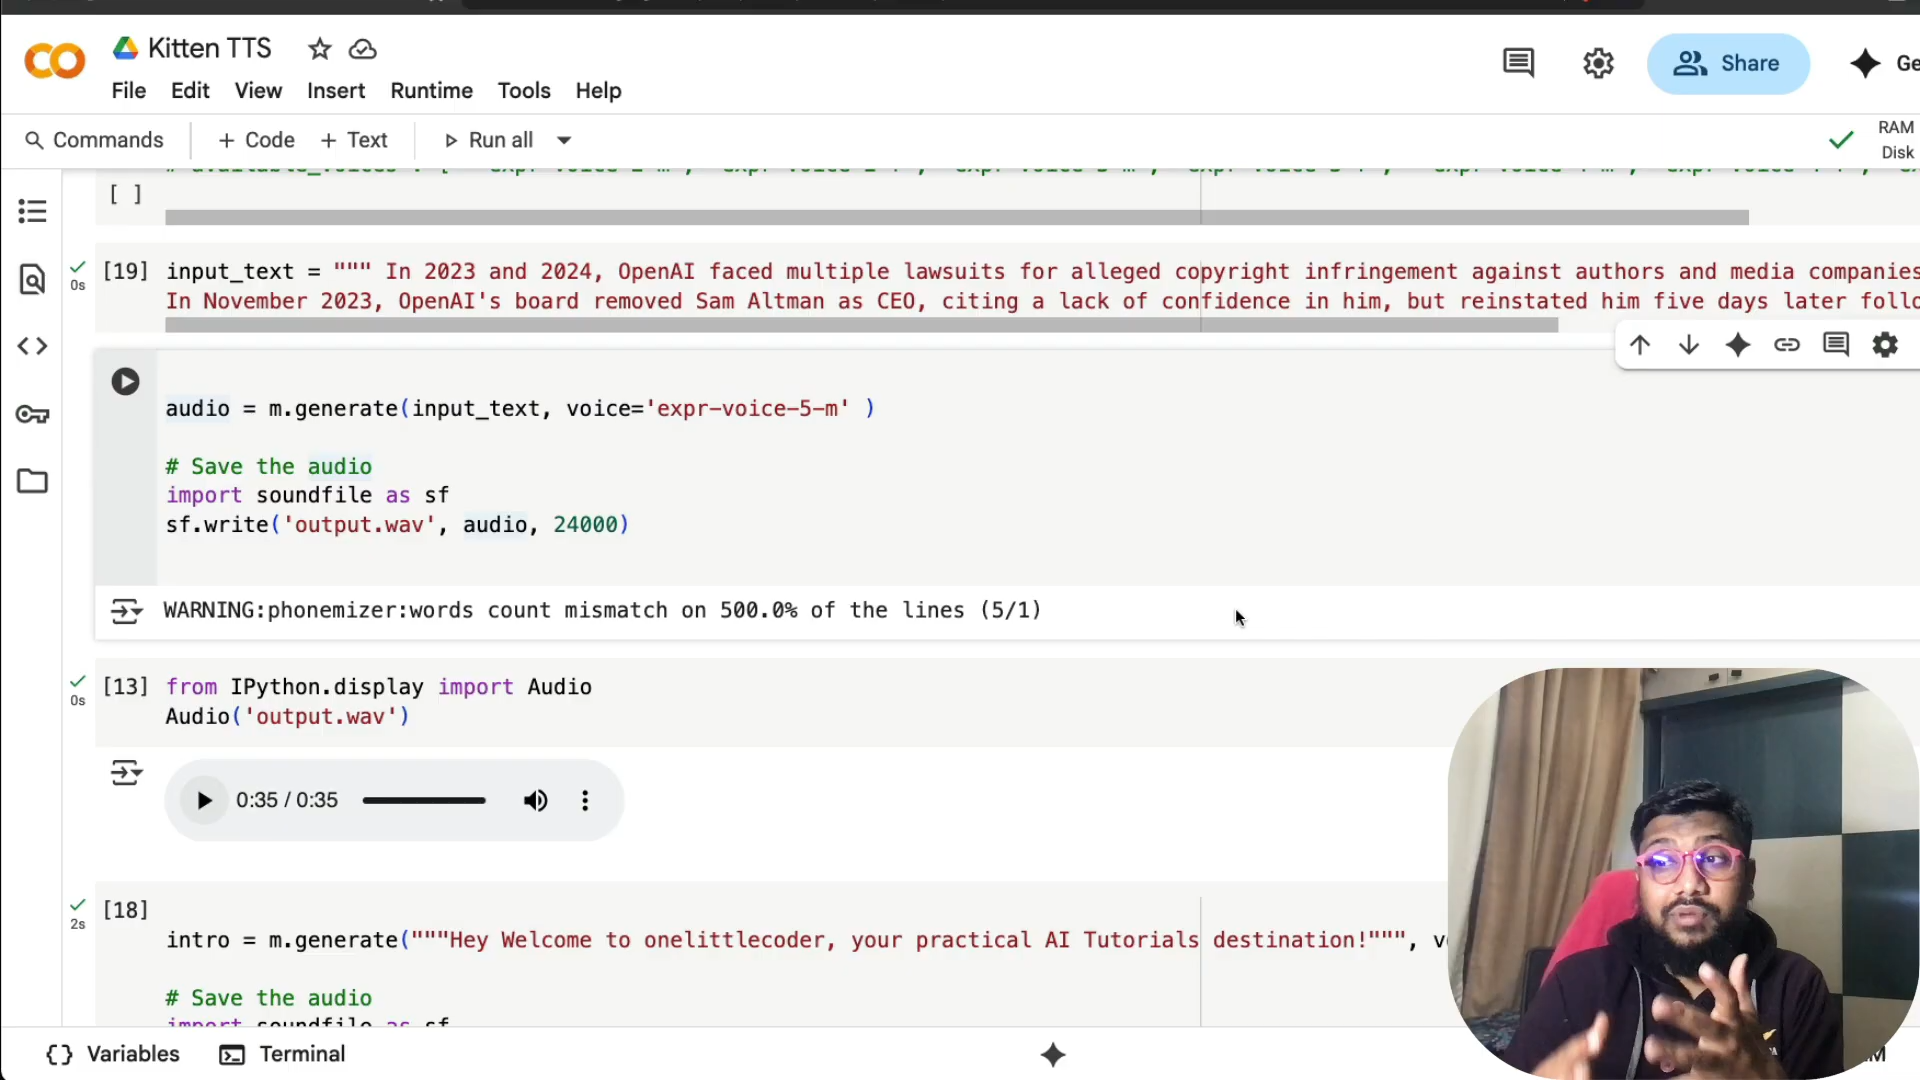 Kitten TTS
Share
Ge
File Edit View Insert Runtime Tools Help
Commands + Code + Text Run all
RAM
Disk
[ ]
[19] input_text = """ In 2023 and 2024, OpenAI faced multiple lawsuits for alleged copyright infringement against authors and media companies
0s
In November 2023, OpenAI's board removed Sam Altman as CEO, citing a lack of confidence in him, but reinstated him five days later follo
audio = m.generate(input_text, voice='expr-voice-5-m' )
# Save the audio
import soundfile as sf
sf.write('output.wav', audio, 24000)
WARNING:phonemizer:words count mismatch on 500.0% of the lines (5/1)
[13] from IPython.display import Audio
0s
Audio('output.wav')
0:35 / 0:35
[18]
2s
intro = m.generate("""Hey Welcome to onelittlecoder, your practical AI Tutorials destination!""", v
# Save the audio
import soundfile as sf
{} Variables Terminal